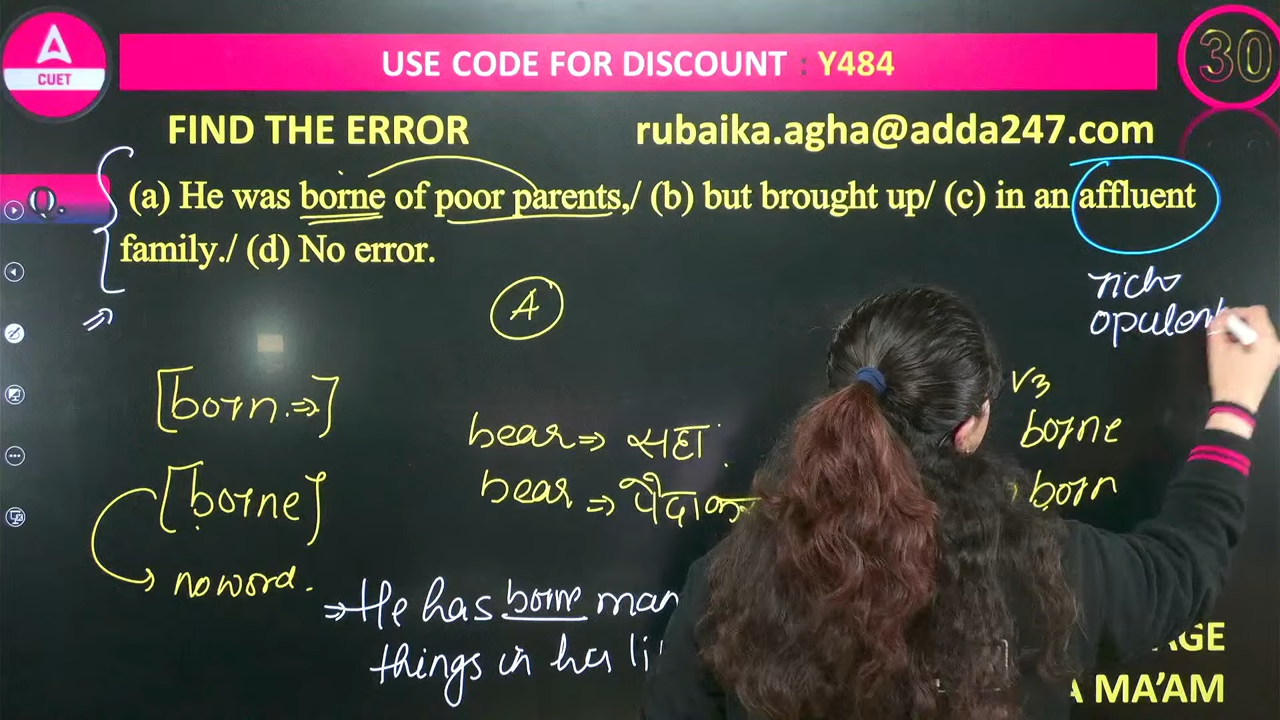 CUET
USE CODE FOR DISCOUNT : Y484
30
FIND THE ERROR
rubaika.agha@adda247.com
Q.
(a) He was borne of poor parents,/ (b) but brought up/ (c) in an affluent
family./ (d) No error.
A
rich
opulent
[born ⇒]
V3
bear ⇒ सहा
borne
[borne]
bear ⇒
born
no word.
⇒ He has borne
things in her
MA'AM